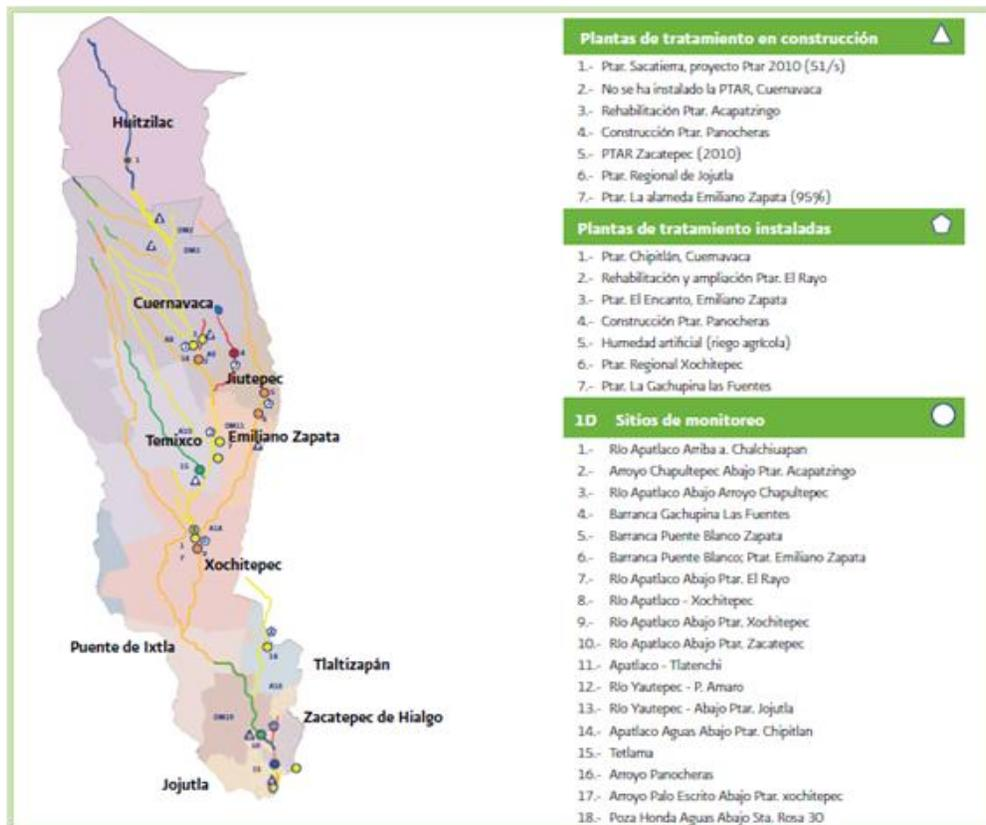 Huitzilac
1
DM2
DM1
Cuernavaca
Jiutepec
Temixco
Emiliano Zapata
15
Xochitepec
Puente de Ixtla
Tlaltizapán
Zacatepec de Hialgo
Jojutla
Plantas de tratamiento en construcción
1.- Ptar. Sacatierra, proyecto Ptar 2010 (51/s)
2.- No se ha instalado la PTAR, Cuernavaca
3.- Rehabilitación Ptar. Acapatzingo
4.- Construcción Ptar. Panocheras
5.- PTAR Zacatepec (2010)
6.- Ptar. Regional de Jojutla
7.- Ptar. La alameda Emiliano Zapata (95%)
Plantas de tratamiento instaladas
1.- Ptar. Chipitlán, Cuernavaca
2.- Rehabilitación y ampliación Ptar. El Rayo
3.- Ptar. El Encanto, Emiliano Zapata
4.- Construcción Ptar. Panocheras
5.- Humedad artificial (riego agrícola)
6.- Ptar. Regional Xochitepec
7.- Ptar. La Gachupina las Fuentes
1D Sitios de monitoreo
1.- Río Apatlaco Arriba a. Chalchiuapan
2.- Arroyo Chapultepec Abajo Ptar. Acapatzingo
3.- Río Apatlaco Abajo Arroyo Chapultepec
4.- Barranca Gachupina Las Fuentes
5.- Barranca Puente Blanco Zapata
6.- Barranca Puente Blanco; Ptar. Emiliano Zapata
7.- Río Apatlaco Abajo Ptar. El Rayo
8.- Río Apatlaco - Xochitepec
9.- Río Apatlaco Abajo Ptar. Xochitepec
10.- Río Apatlaco Abajo Ptar. Zacatepec
11.- Apatlaco - Tlatenchi
12.- Río Yautepec - P. Amaro
13.- Río Yautepec - Abajo Ptar. Jojutla
14.- Apatlaco Aguas Abajo Ptar. Chipitlan
15.- Tetlama
16.- Arroyo Panocheras
17.- Arroyo Palo Escrito Abajo Ptar. xochitepec
18.- Poza Honda Aguas Abajo Sta. Rosa 30